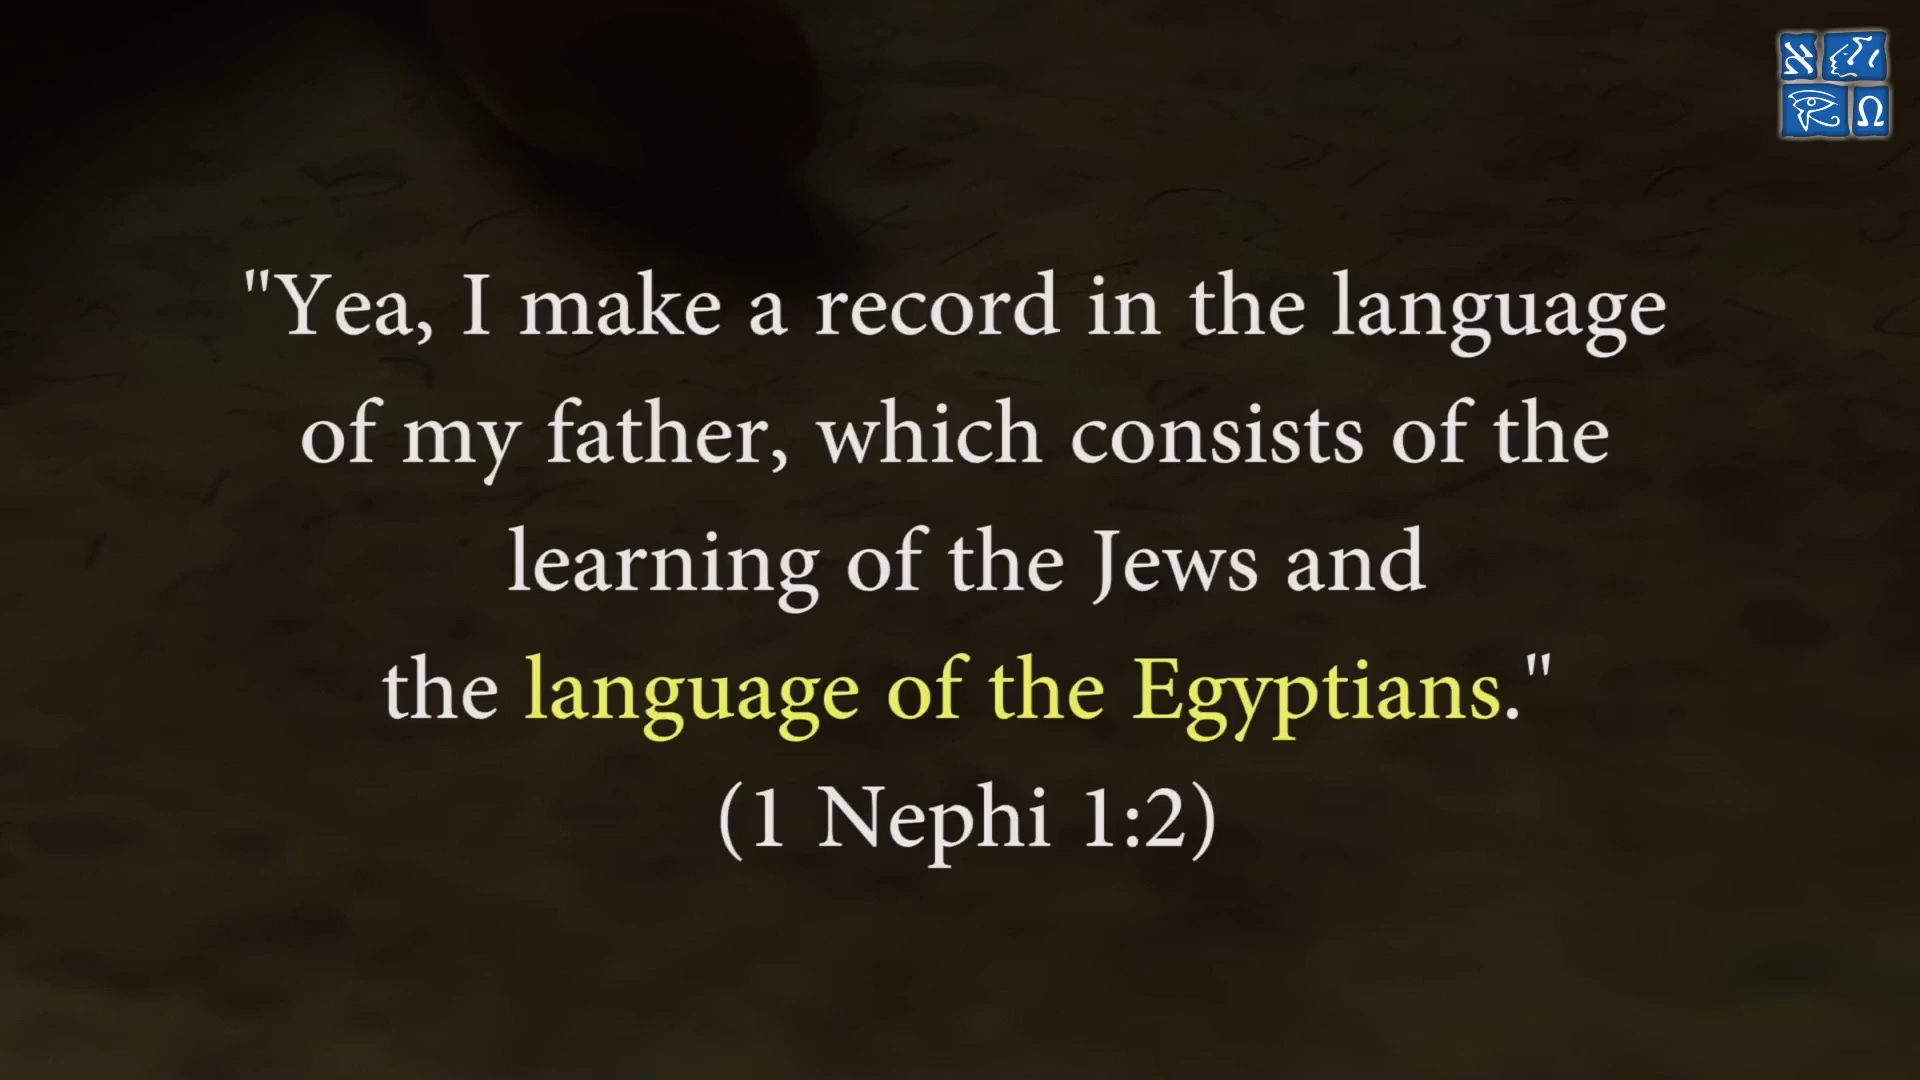 "Yea, I make a record in the language
of my father, which consists of the
learning of the Jews and
the language of the Egyptians."
(1 Nephi 1:2)
א Ω